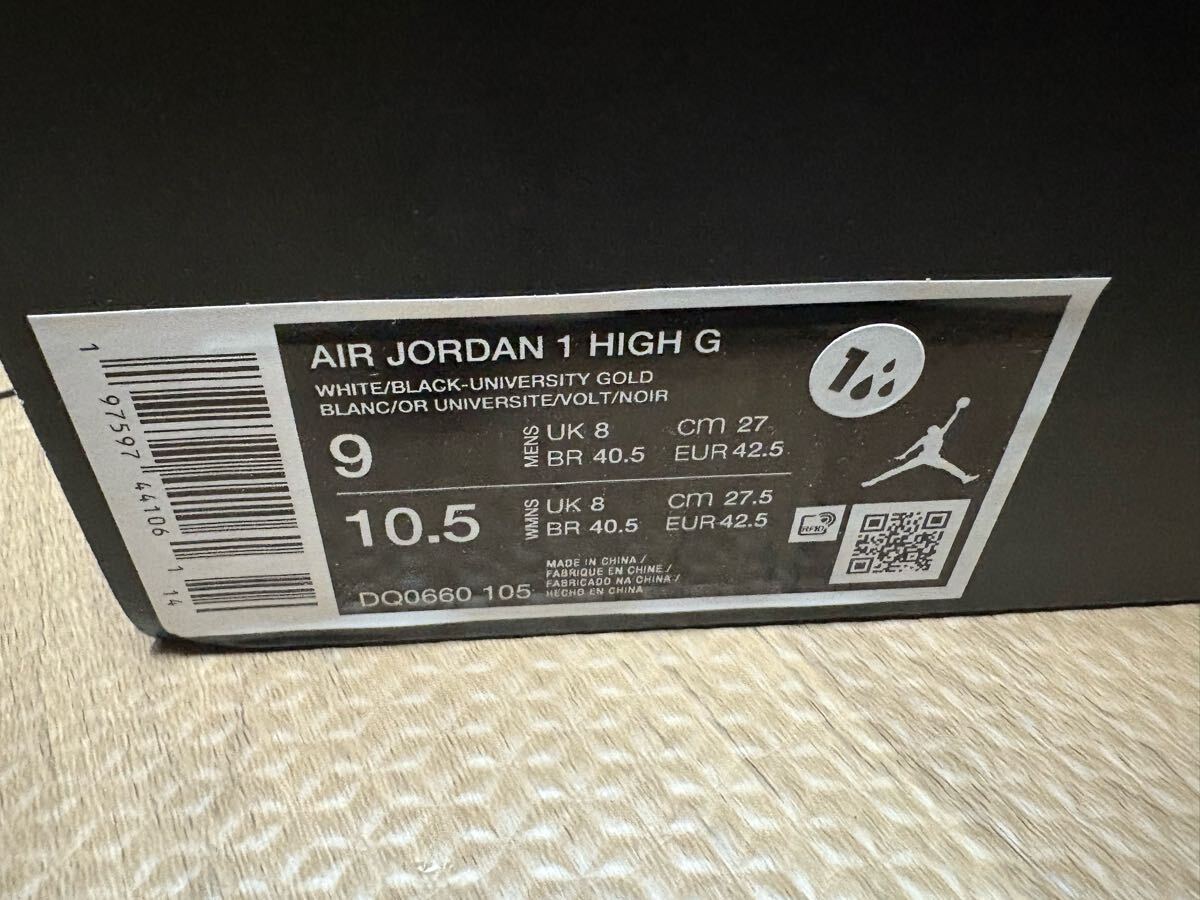 AIR JORDAN 1 HIGH G
WHITE/BLACK-UNIVERSITY GOLD
BLANC/OR UNIVERSITE/VOLT/NOIR
9 MENS UK 8 cm 27
BR 40.5 EUR 42.5
10.5 WMNS UK 8 cm 27.5
BR 40.5 EUR 42.5
DQ0660 105
MADE IN CHINA /
FABRIQUE EN CHINE /
FABRICADO NA CHINA /
HECHO EN CHINA
RFID
1 97597 44106 1 14